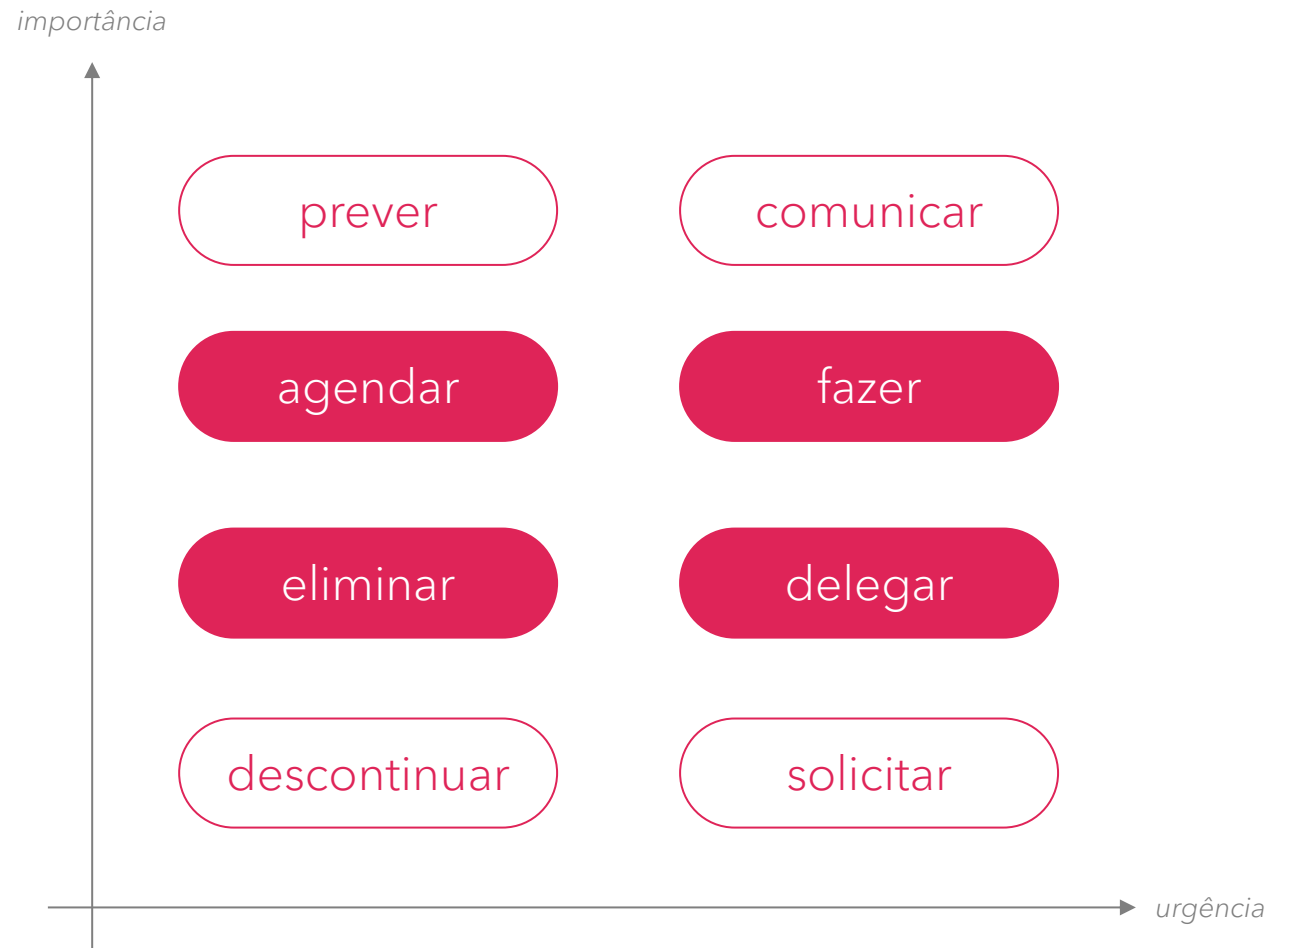 importância
prever
comunicar
agendar
fazer
eliminar
delegar
descontinuar
solicitar
urgência